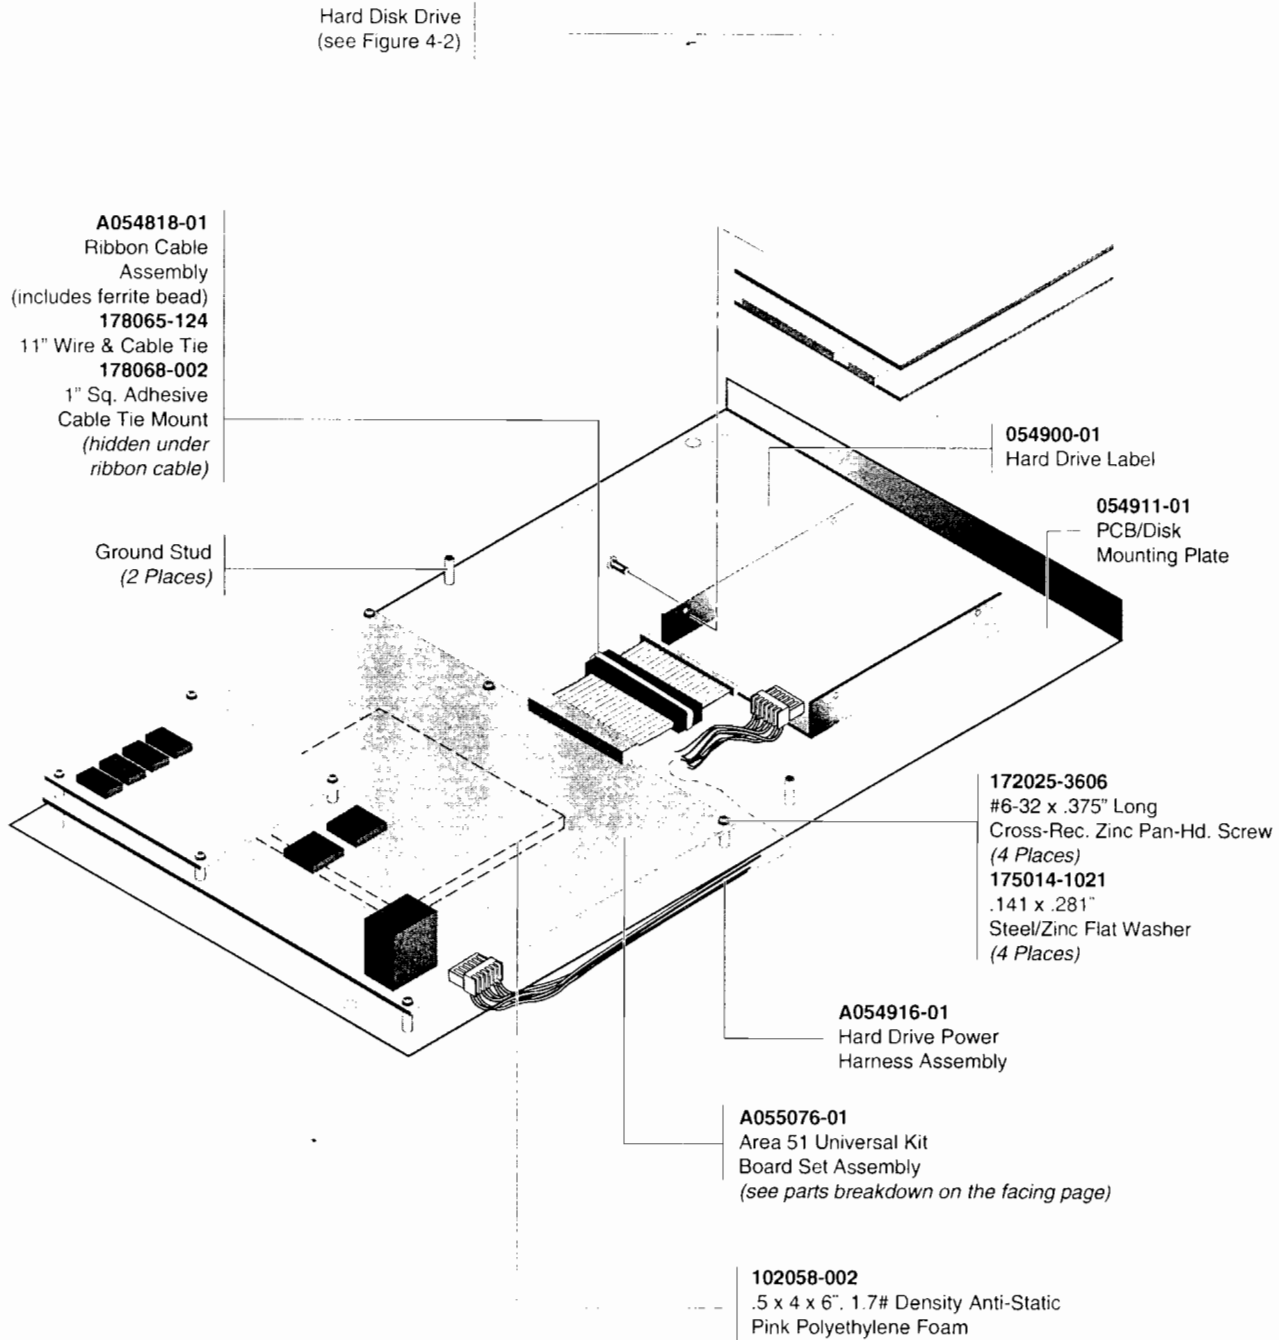 Hard Disk Drive
(see Figure 4-2)
A054818-01
Ribbon Cable
Assembly
(includes ferrite bead)
178065-124
11" Wire & Cable Tie
178068-002
1" Sq. Adhesive
Cable Tie Mount
(hidden under
ribbon cable)
Ground Stud
(2 Places)
054900-01
Hard Drive Label
054911-01
PCB/Disk
Mounting Plate
172025-3606
#6-32 x .375" Long
Cross-Rec. Zinc Pan-Hd. Screw
(4 Places)
175014-1021
.141 x .281"
Steel/Zinc Flat Washer
(4 Places)
A054916-01
Hard Drive Power
Harness Assembly
A055076-01
Area 51 Universal Kit
Board Set Assembly
(see parts breakdown on the facing page)
102058-002
.5 x 4 x 6", 1.7# Density Anti-Static
Pink Polyethylene Foam